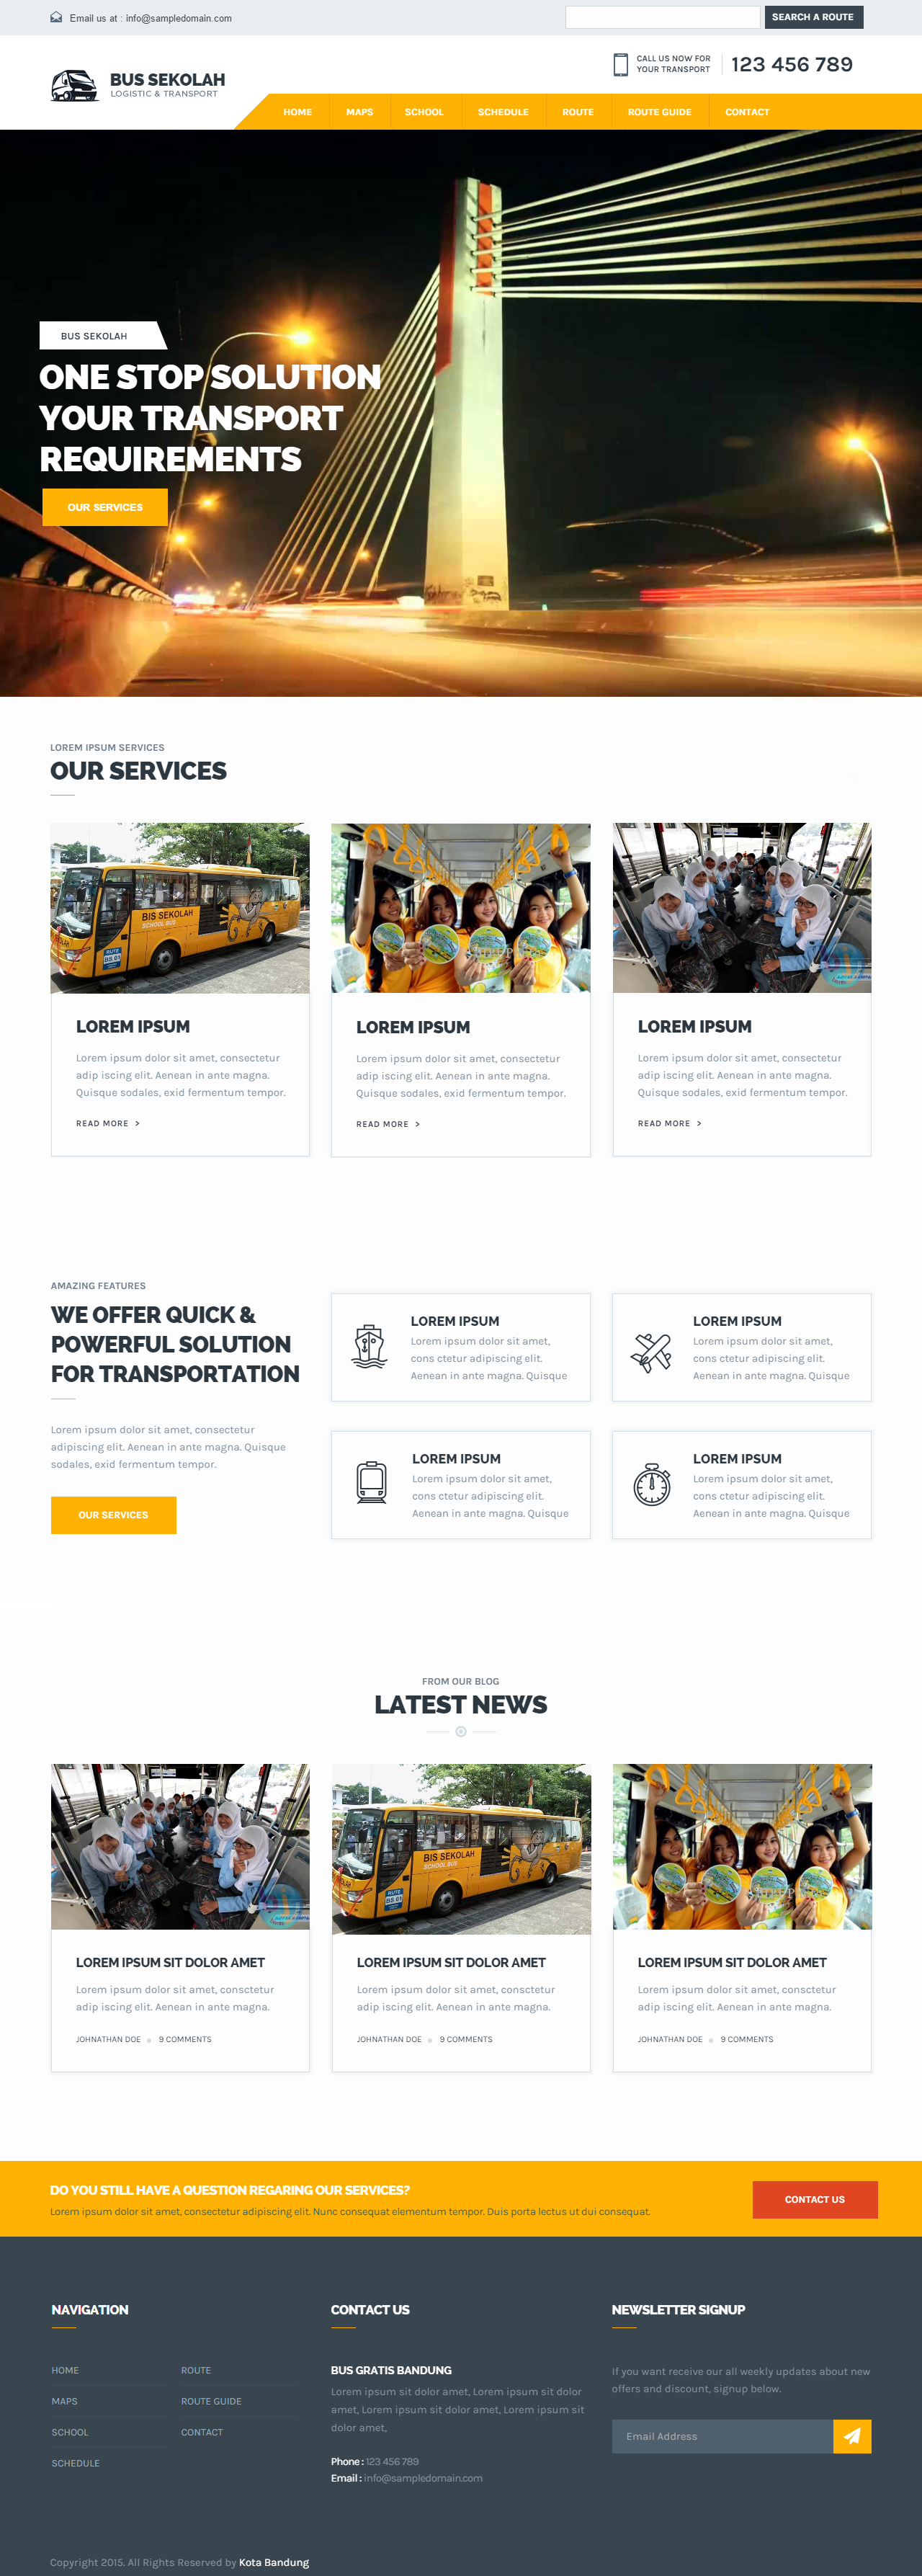 Email us at : info@sampledomain.com
SEARCH A ROUTE
BUS SEKOLAH
LOGISTIC & TRANSPORT
CALL US NOW FOR
YOUR TRANSPORT
123 456 789
HOME MAPS SCHOOL SCHEDULE ROUTE ROUTE GUIDE CONTACT
BUS SEKOLAH
ONE STOP SOLUTION
YOUR TRANSPORT
REQUIREMENTS
OUR SERVICES
LOREM IPSUM SERVICES
OUR SERVICES
BIS SEKOLAH
SCHOOL BUS
RUTE
BS 01
LOREM IPSUM
Lorem ipsum dolor sit amet, consectetur
adip iscing elit. Aenean in ante magna.
Quisque sodales, exid fermentum tempor.
READ MORE >
LOREM IPSUM
Lorem ipsum dolor sit amet, consectetur
adip iscing elit. Aenean in ante magna.
Quisque sodales, exid fermentum tempor.
READ MORE >
LOREM IPSUM
Lorem ipsum dolor sit amet, consectetur
adip iscing elit. Aenean in ante magna.
Quisque sodales, exid fermentum tempor.
READ MORE >
AMAZING FEATURES
WE OFFER QUICK &
POWERFUL SOLUTION
FOR TRANSPORTATION
Lorem ipsum dolor sit amet, consectetur
adipiscing elit. Aenean in ante magna. Quisque
sodales, exid fermentum tempor.
OUR SERVICES
LOREM IPSUM
Lorem ipsum dolor sit amet,
cons ctetur adipiscing elit.
Aenean in ante magna. Quisque
LOREM IPSUM
Lorem ipsum dolor sit amet,
cons ctetur adipiscing elit.
Aenean in ante magna. Quisque
LOREM IPSUM
Lorem ipsum dolor sit amet,
cons ctetur adipiscing elit.
Aenean in ante magna. Quisque
LOREM IPSUM
Lorem ipsum dolor sit amet,
cons ctetur adipiscing elit.
Aenean in ante magna. Quisque
FROM OUR BLOG
LATEST NEWS
BIS SEKOLAH
SCHOOL BUS
RUTE
BS 01
LOREM IPSUM SIT DOLOR AMET
Lorem ipsum dolor sit amet, consctetur
adip iscing elit. Aenean in ante magna.
JOHNATHAN DOE 9 COMMENTS
LOREM IPSUM SIT DOLOR AMET
Lorem ipsum dolor sit amet, consctetur
adip iscing elit. Aenean in ante magna.
JOHNATHAN DOE 9 COMMENTS
LOREM IPSUM SIT DOLOR AMET
Lorem ipsum dolor sit amet, consctetur
adip iscing elit. Aenean in ante magna.
JOHNATHAN DOE 9 COMMENTS
DO YOU STILL HAVE A QUESTION REGARING OUR SERVICES?
Lorem ipsum dolor sit amet, consectetur adipiscing elit. Nunc consequat elementum tempor. Duis porta lectus ut dui consequat.
CONTACT US
NAVIGATION
HOME
MAPS
SCHOOL
SCHEDULE
ROUTE
ROUTE GUIDE
CONTACT
CONTACT US
BUS GRATIS BANDUNG
Lorem ipsum sit dolor amet, Lorem ipsum sit dolor
amet, Lorem ipsum sit dolor amet, Lorem ipsum sit
dolor amet,
Phone : 123 456 789
Email : info@sampledomain.com
NEWSLETTER SIGNUP
If you want receive our all weekly updates about new
offers and discount, signup below.
Email Address
Copyright 2015. All Rights Reserved by Kota Bandung